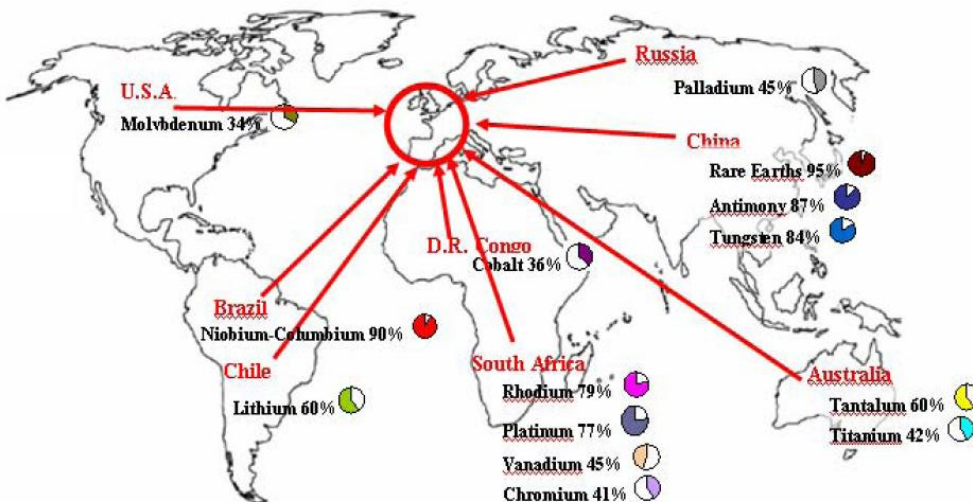 Russia
Palladium 45%
U.S.A.
Molvbdenum 34%
China
Rare Earths 95%
Antimony 87%
Tungsten 84%
D.R. Congo
Cobalt 36%
Brazil
Niobium-Columbium 90%
Chile
Lithium 60%
South Africa
Rhodium 79%
Platinum 77%
Vanadium 45%
Chromium 41%
Australia
Tantalum 60%
Titanium 42%